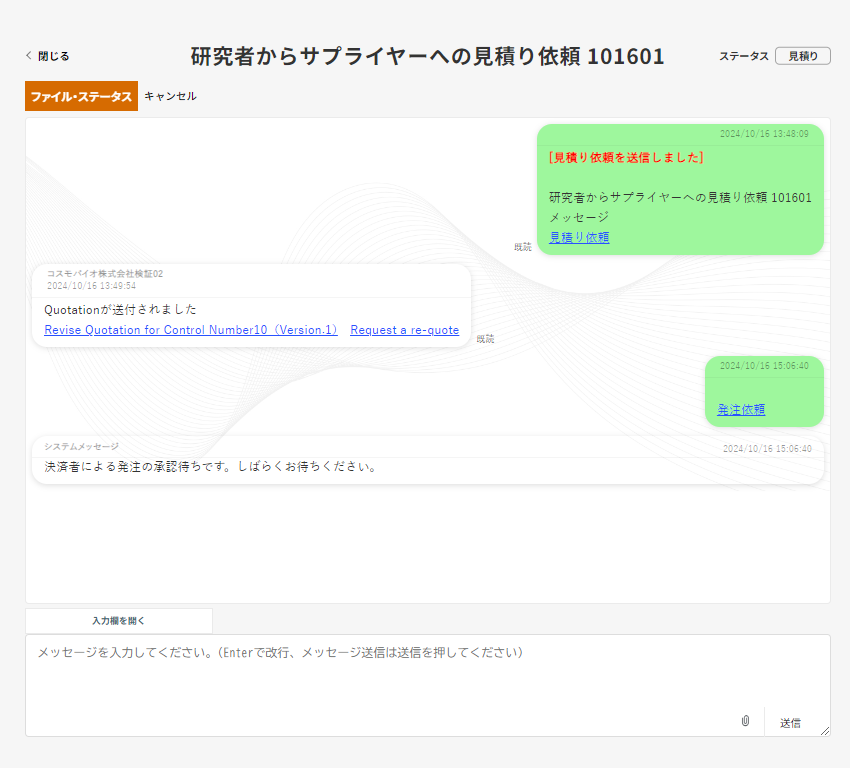 閉じる
研究者からサプライヤーへの見積り依頼 101601
ステータス 見積り
ファイル・ステータス キャンセル
2024/10/16 13:48:09
[見積り依頼を送信しました]
研究者からサプライヤーへの見積り依頼 101601
メッセージ
見積り依頼
既読
コスモバイオ株式会社検証02
2024/10/16 13:49:54
Quotationが送付されました
Revise Quotation for Control Number10（Version.1） Request a re-quote
既読
2024/10/16 15:06:40
発注依頼
システムメッセージ 2024/10/16 15:06:40
決済者による発注の承認待ちです。しばらくお待ちください。
入力欄を開く
メッセージを入力してください。（Enterで改行、メッセージ送信は送信を押してください）
送信